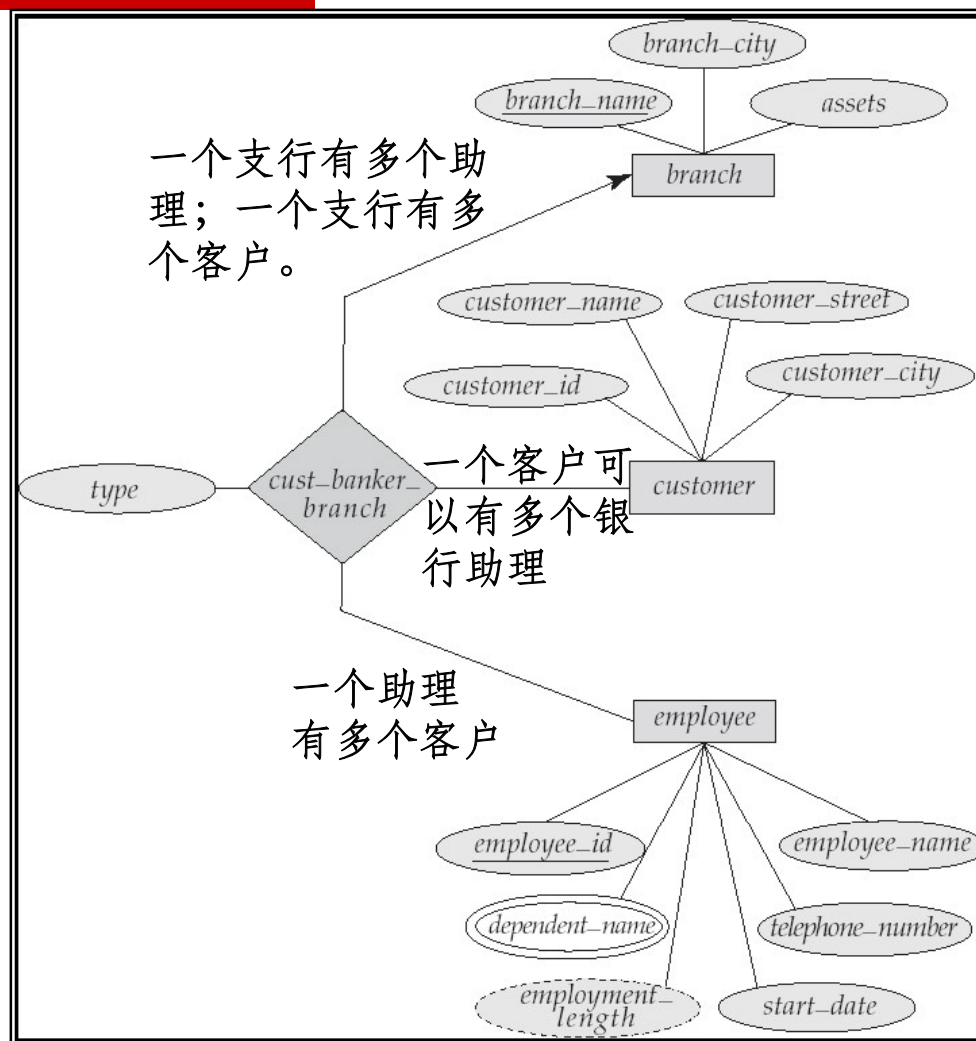 branch_city
branch_name
assets
一个支行有多个助
理；一个支行有多
个客户。
branch
customer_name
customer_street
customer_id
customer_city
type
cust_banker_
branch
一个客户可
以有多个银
行助理
customer
一个助理
有多个客户
employee
employee_id
employee_name
dependent_name
telephone_number
employment_
length
start_date